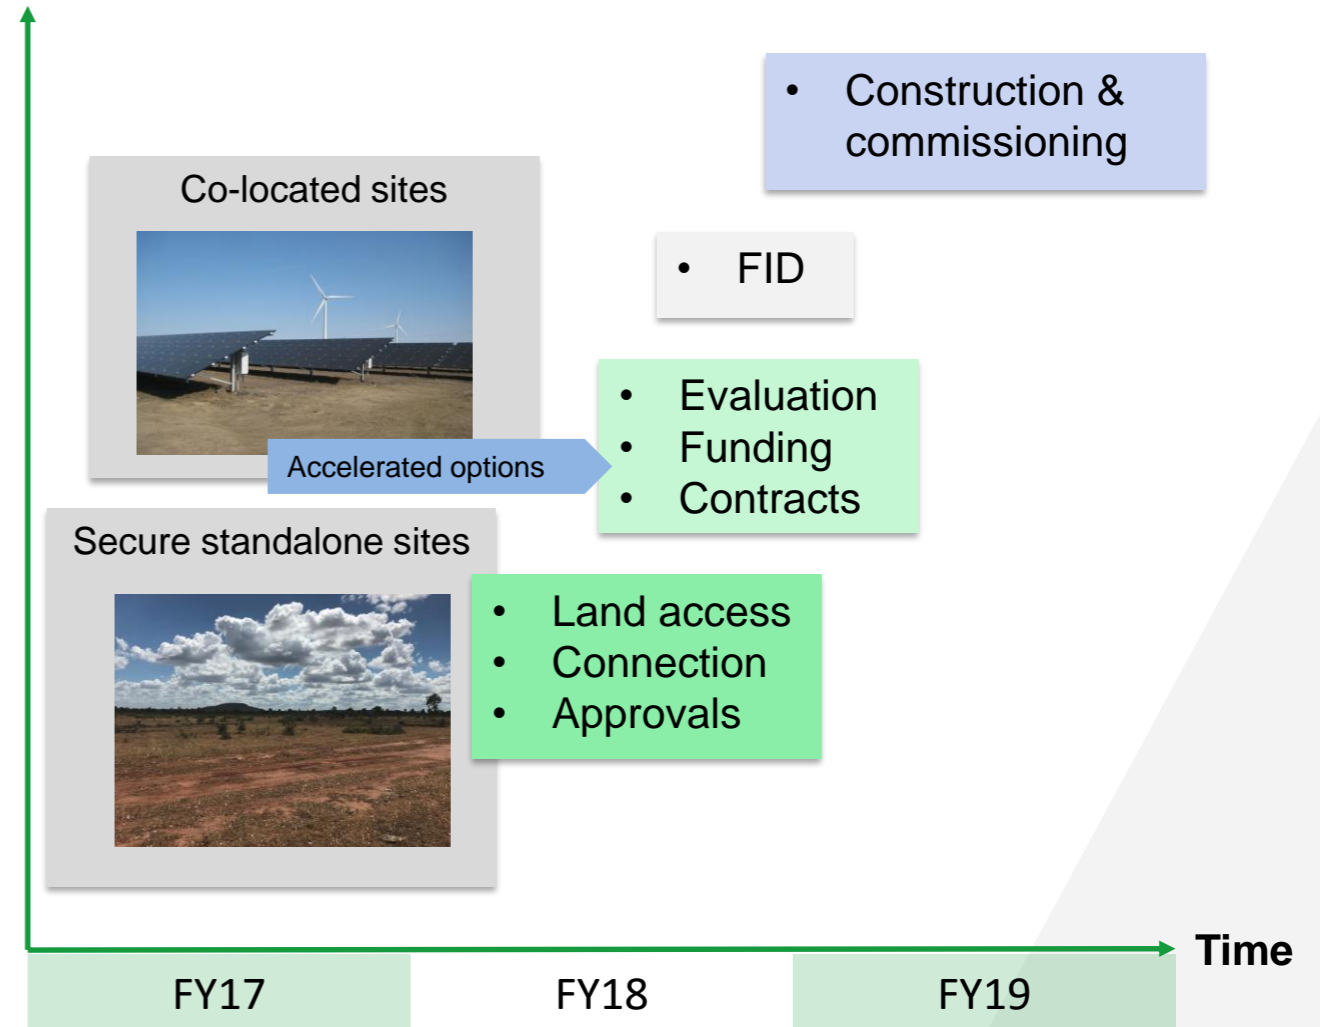 • Construction &
commissioning
Co-located sites
• FID
• Evaluation
• Funding
• Contracts
Accelerated options
Secure standalone sites
• Land access
• Connection
• Approvals
Time
FY17 FY18 FY19